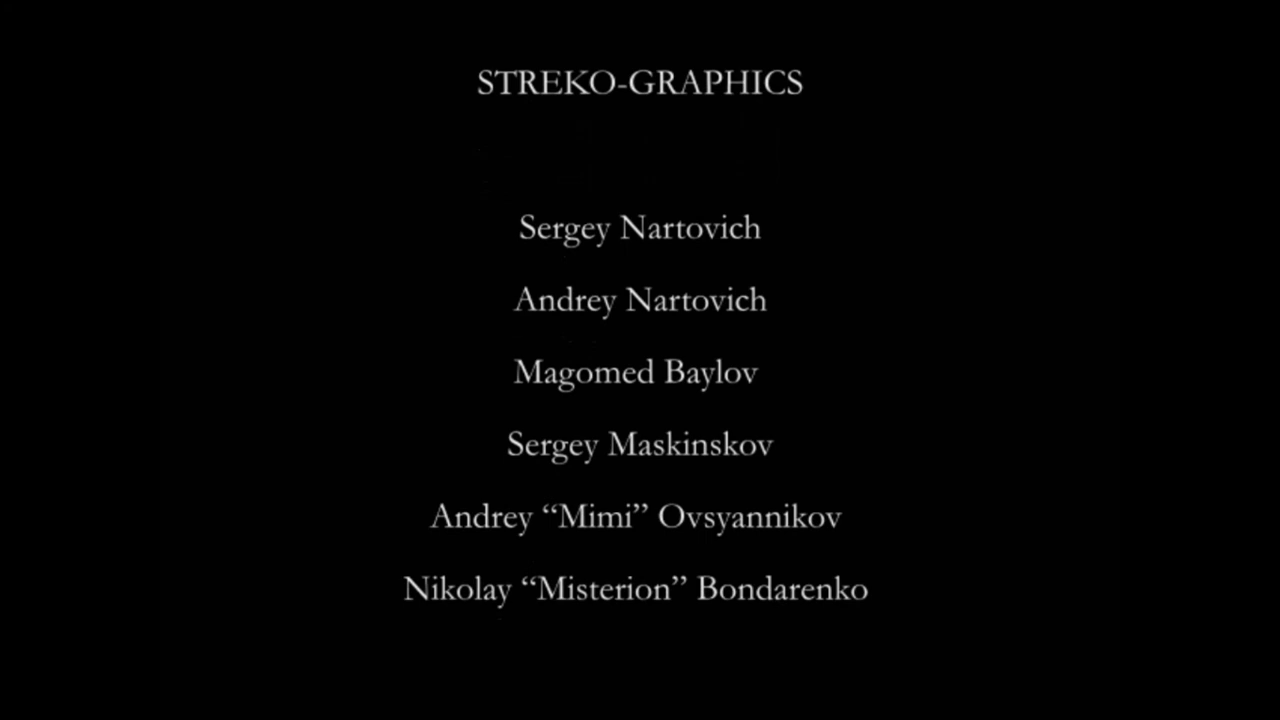 STREKO-GRAPHICS
Sergey Nartovich
Andrey Nartovich
Magomed Baylov
Sergey Maskinskov
Andrey “Mimi” Ovsyannikov
Nikolay “Misterion” Bondarenko